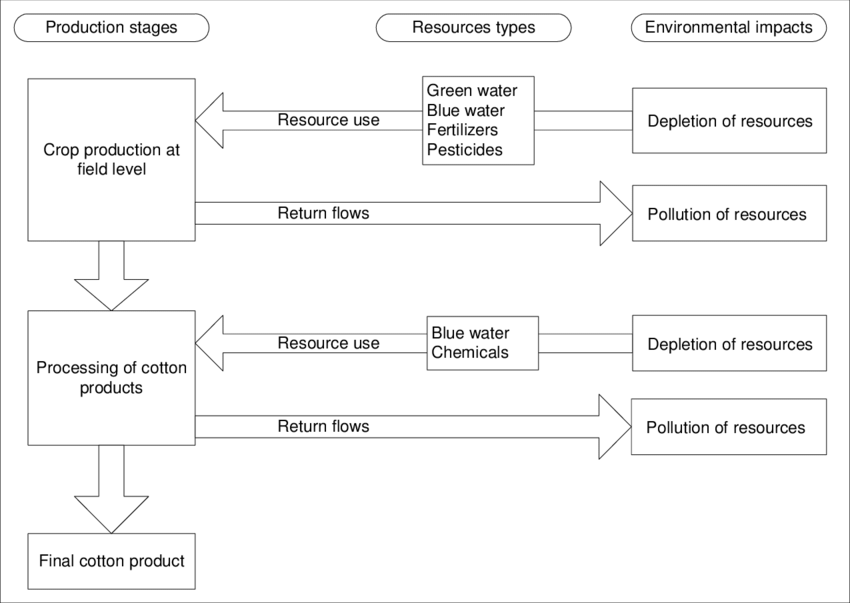 Production stages
Resources types
Environmental impacts
Green water
Blue water
Fertilizers
Pesticides
Resource use
Depletion of resources
Crop production at
field level
Return flows
Pollution of resources
Blue water
Chemicals
Resource use
Depletion of resources
Processing of cotton
products
Return flows
Pollution of resources
Final cotton product